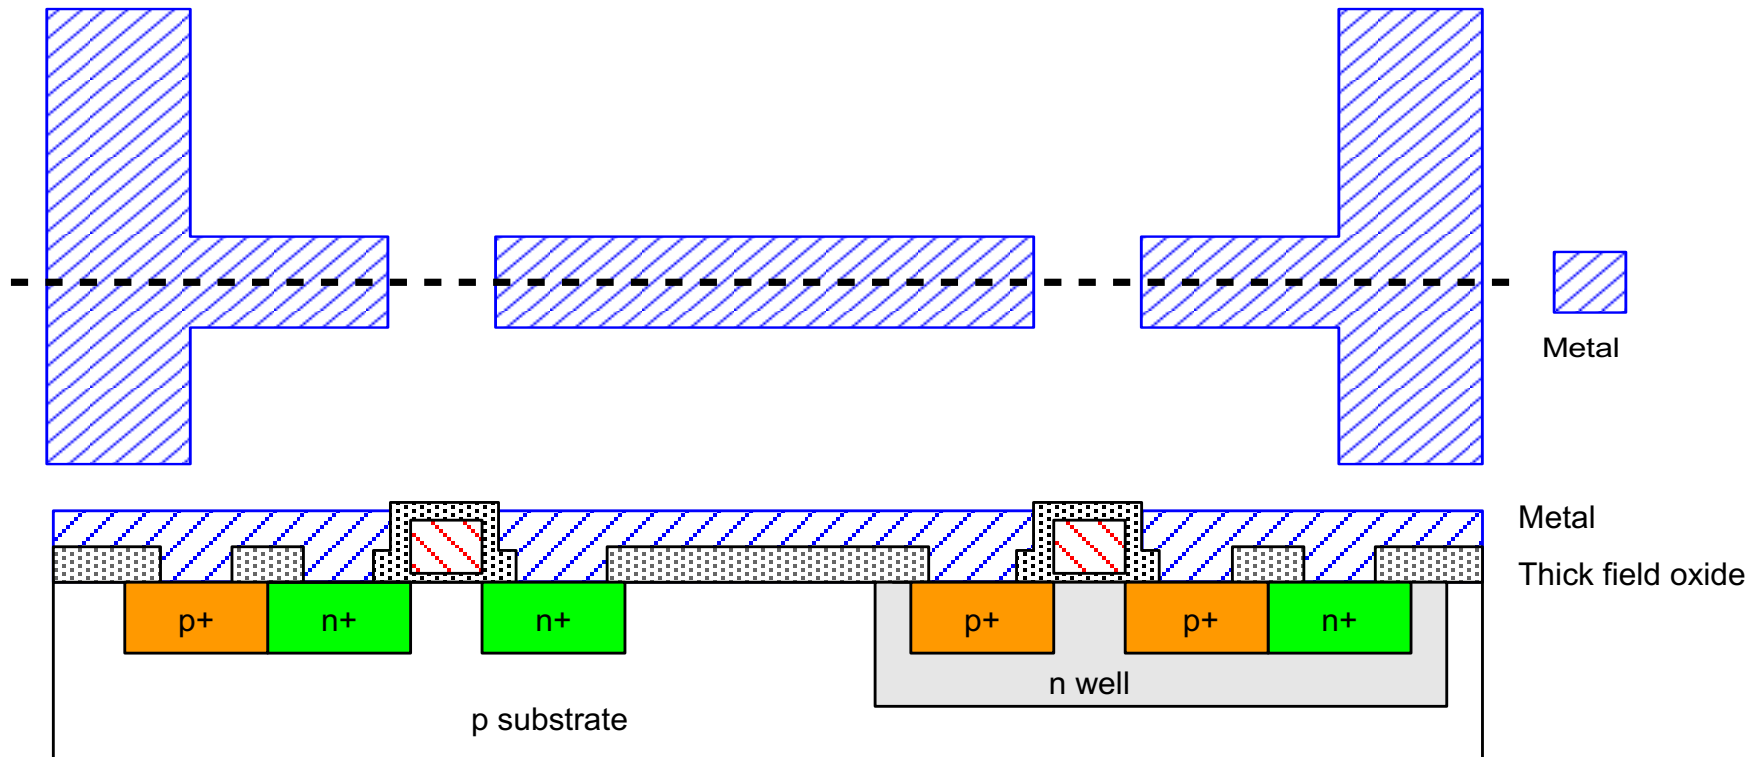 Metal
Metal
Thick field oxide
p+
n+
n+
p+
p+
n+
n well
p substrate